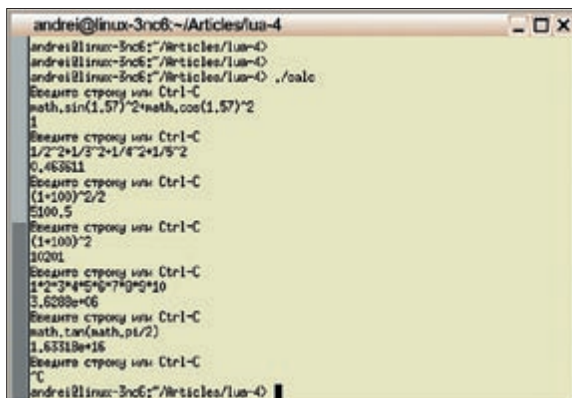 andrei@linux-3nc6:~/Articles/lua-4
andrei@linux-3nc6:~/Articles/lua-4>
andrei@linux-3nc6:~/Articles/lua-4>
andrei@linux-3nc6:~/Articles/lua-4> ./calc
Введите строку или Ctrl-C
math.sin(1.57)^2+math.cos(1.57)^2
1
Введите строку или Ctrl-C
1/2^2+1/3^2+1/4^2+1/5^2
0.463611
Введите строку или Ctrl-C
(1+100)^2/2
5100.5
Введите строку или Ctrl-C
(1+100)^2
10201
Введите строку или Ctrl-C
1*2*3*4*5*6*7*8*9*10
3.6288e+06
Введите строку или Ctrl-C
math.tan(math.pi/2)
1.63318e+16
Введите строку или Ctrl-C
^C
andrei@linux-3nc6:~/Articles/lua-4>